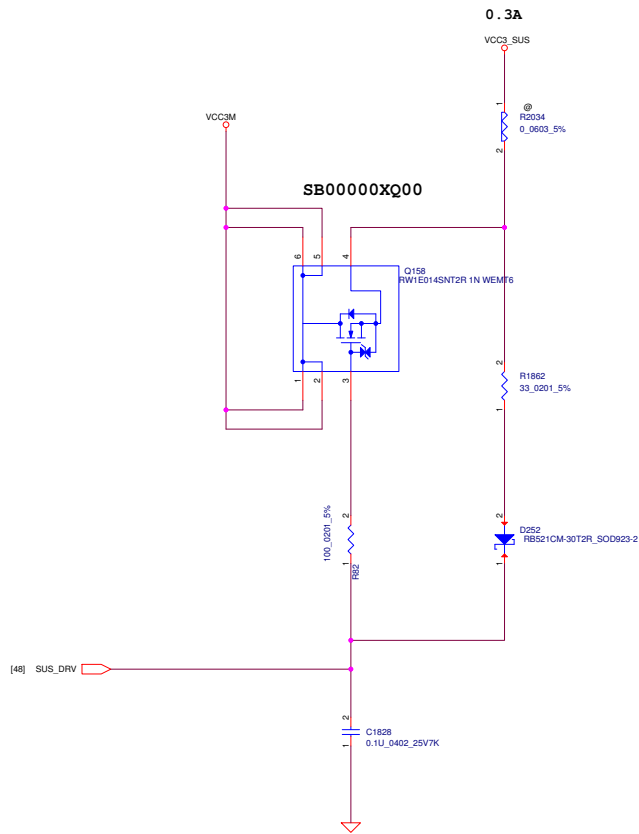 0.3A
VCC3_SUS
1
@
R2034
0_0603_5%
2
VCC3M
SB00000XQ00
6
5
4
Q158
RW1E014SNT2R 1N WEMT6
1
2
3
2
R1862
33_0201_5%
1
2
100_0201_5%
1
R82
2
D252
RB521CM-30T2R_SOD923-2
1
[48] SUS_DRV
2
C1828
0.1U_0402_25V7K
1